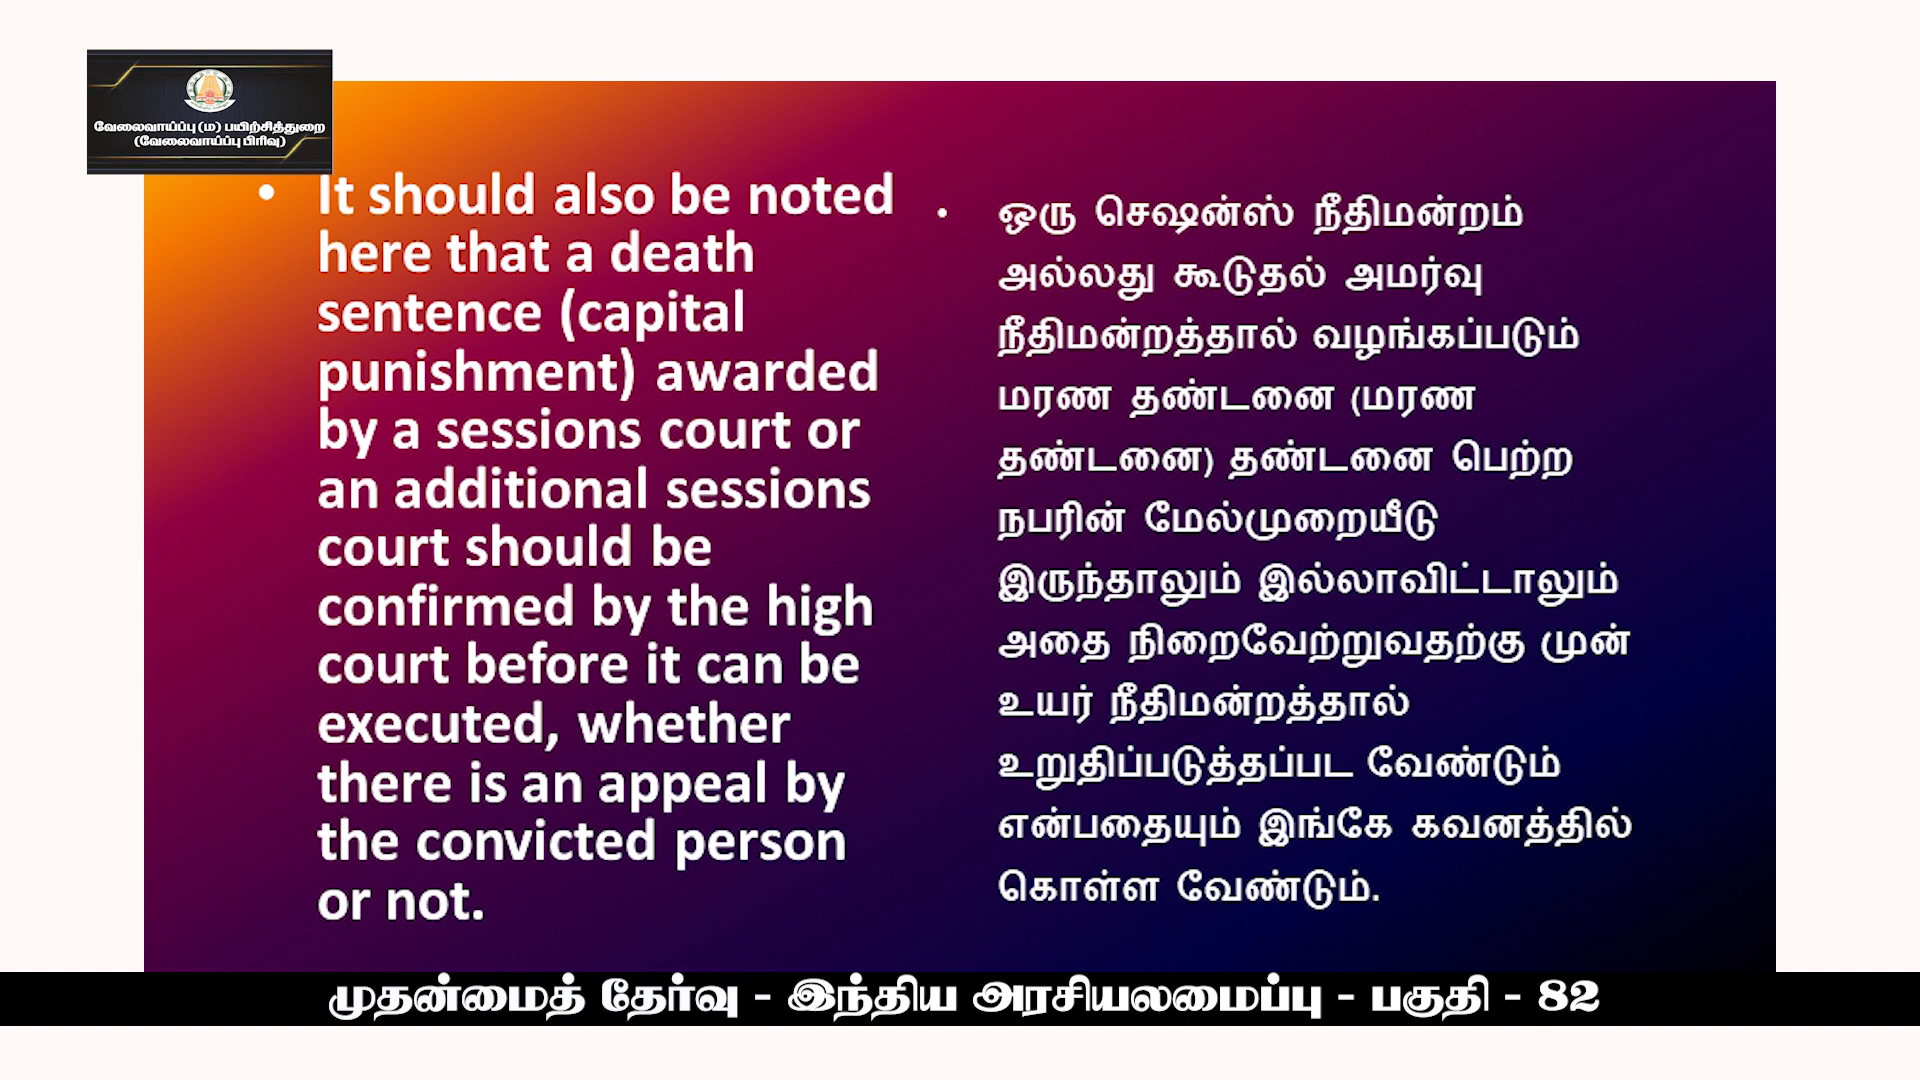 வேலைவாய்ப்பு (ம) பயிற்சித்துறை
(வேலைவாய்ப்பு பிரிவு)
• It should also be noted
here that a death
sentence (capital
punishment) awarded
by a sessions court or
an additional sessions
court should be
confirmed by the high
court before it can be
executed, whether
there is an appeal by
the convicted person
or not.
• ஒரு செஷன்ஸ் நீதிமன்றம்
அல்லது கூடுதல் அமர்வு
நீதிமன்றத்தால் வழங்கப்படும்
மரண தண்டனை (மரண
தண்டனை) தண்டனை பெற்ற
நபரின் மேல்முறையீடு
இருந்தாலும் இல்லாவிட்டாலும்
அதை நிறைவேற்றுவதற்கு முன்
உயர் நீதிமன்றத்தால்
உறுதிப்படுத்தப்பட வேண்டும்
என்பதையும் இங்கே கவனத்தில்
கொள்ள வேண்டும்.
முதன்மைத் தேர்வு - இந்திய அரசியலமைப்பு - பகுதி - 82